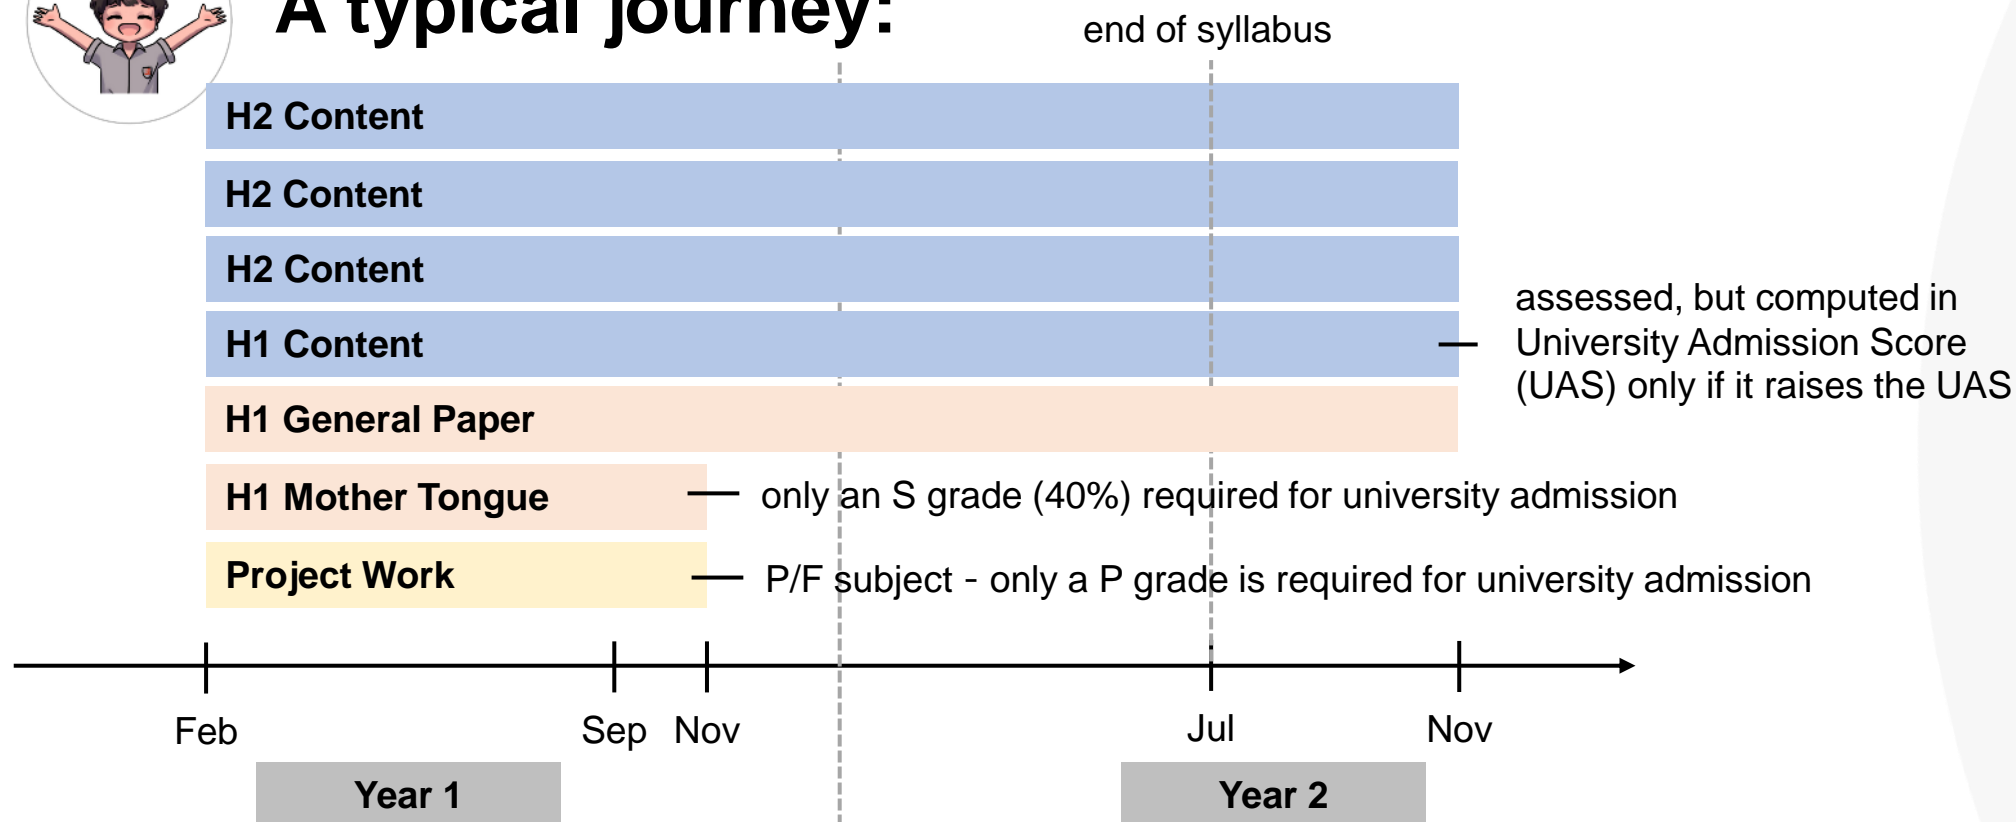 A typical journey:
end of syllabus
H2 Content
H2 Content
H2 Content
H1 Content
assessed, but computed in
University Admission Score
(UAS) only if it raises the UAS
H1 General Paper
H1 Mother Tongue
only an S grade (40%) required for university admission
Project Work
P/F subject - only a P grade is required for university admission
Feb
Sep
Nov
Jul
Nov
Year 1
Year 2